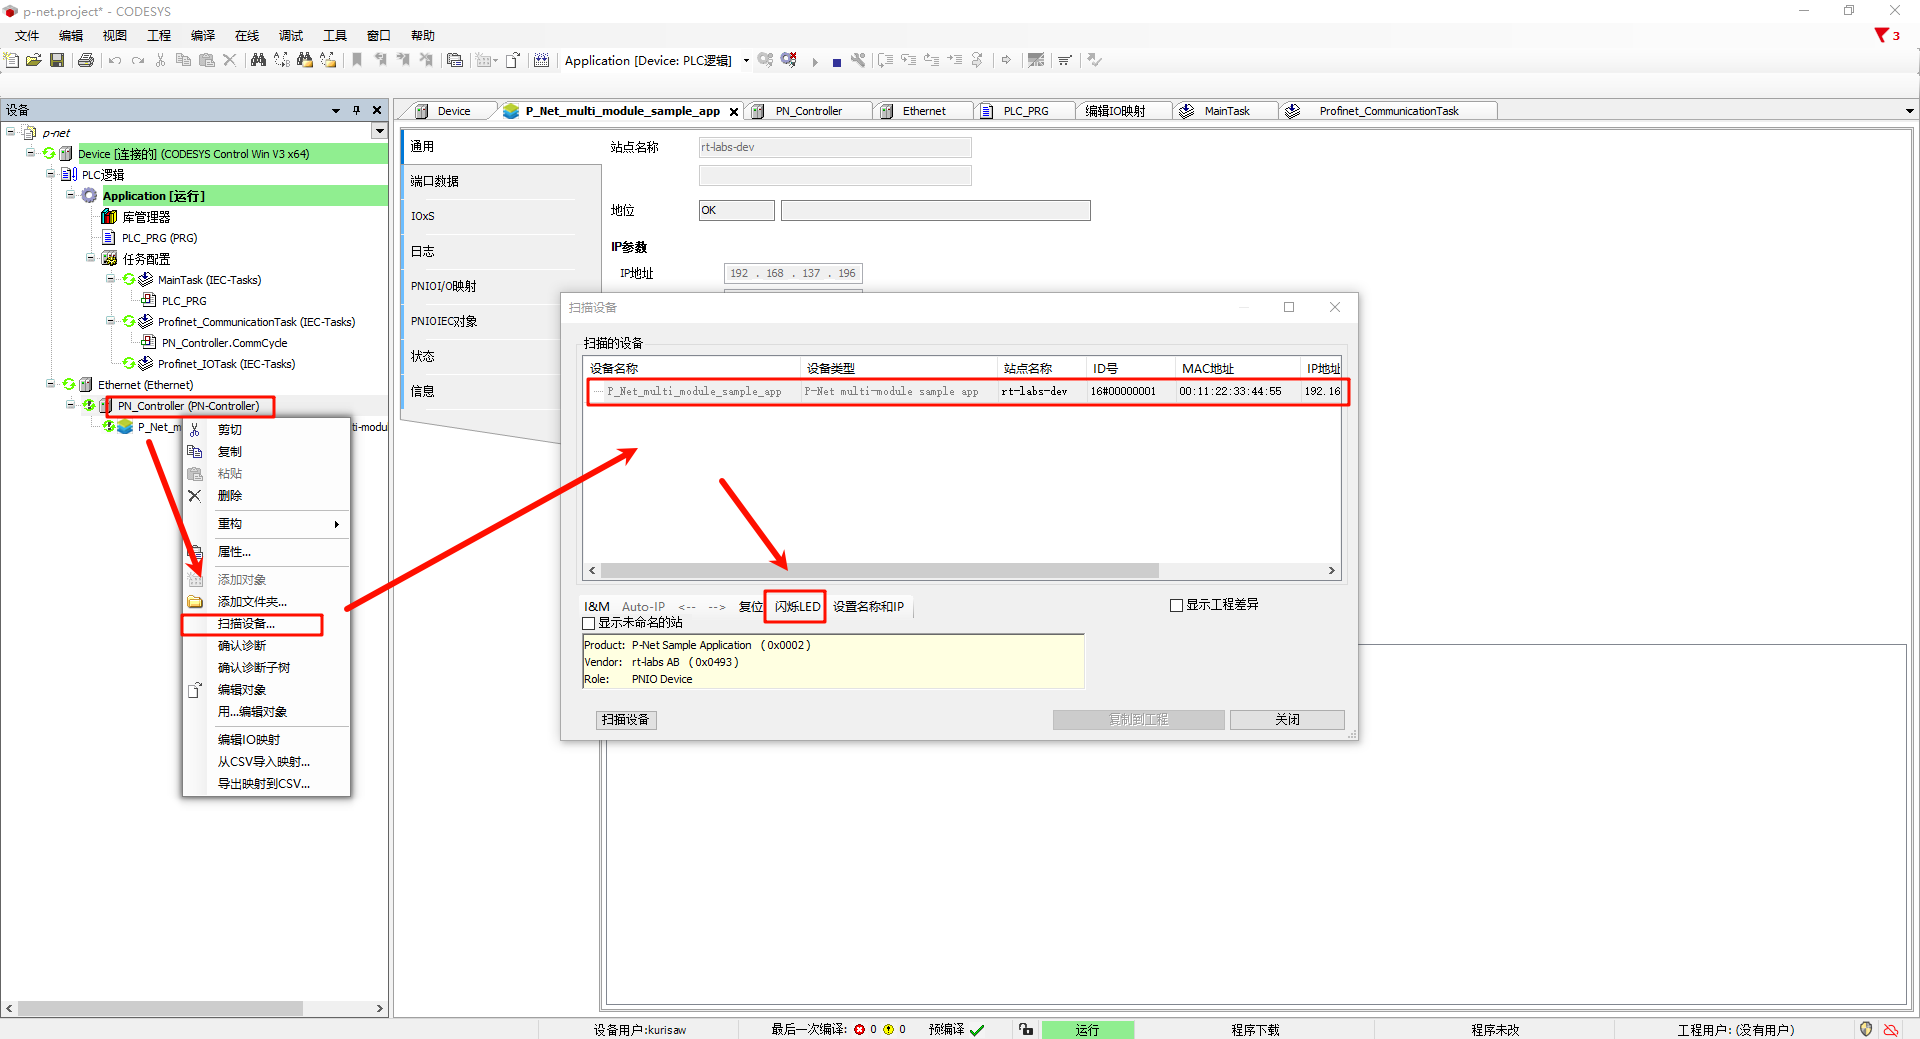 p-net.project* - CODESYS
文件 编辑 视图 工程 编译 在线 调试 工具 窗口 帮助
3
Application [Device: PLC逻辑]
设备
p-net
Device [连接的] (CODESYS Control Win V3 x64)
PLC逻辑
Application [运行]
库管理器
PLC_PRG (PRG)
任务配置
MainTask (IEC-Tasks)
PLC_PRG
Profinet_CommunicationTask (IEC-Tasks)
PN_Controller.CommCycle
Profinet_IOTask (IEC-Tasks)
Ethernet (Ethernet)
PN_Controller (PN-Controller)
P_Net_m
ti-modu
剪切
复制
粘贴
删除
重构
属性...
添加对象
添加文件夹...
扫描设备...
确认诊断
确认诊断子树
编辑对象
用...编辑对象
编辑IO映射
从CSV导入映射...
导出映射到CSV...
Device P_Net_multi_module_sample_app PN_Controller Ethernet PLC_PRG 编辑IO映射 MainTask Profinet_CommunicationTask
通用
端口数据
IOxS
日志
PNIOI/O映射
PNIOIEC对象
状态
信息
站点名称 rt-labs-dev
地位 OK
IP参数
IP地址 192 . 168 . 137 . 196
扫描设备
扫描的设备
设备名称 设备类型 站点名称 ID号 MAC地址 IP地址
P_Net_multi_module_sample_app P-Net multi-module sample app rt-labs-dev 16#00000001 00:11:22:33:44:55 192.16
I&M Auto-IP <-- --> 复位 闪烁LED 设置名称和IP 显示工程差异
显示未命名的站
Product: P-Net Sample Application (0x0002)
Vendor: rt-labs AB (0x0493)
Role: PNIO Device
扫描设备 复制到工程 关闭
设备用户:kurisaw 最后一次编译: 0 0 预编译 运行 程序下载 程序未改 工程用户: (没有用户)